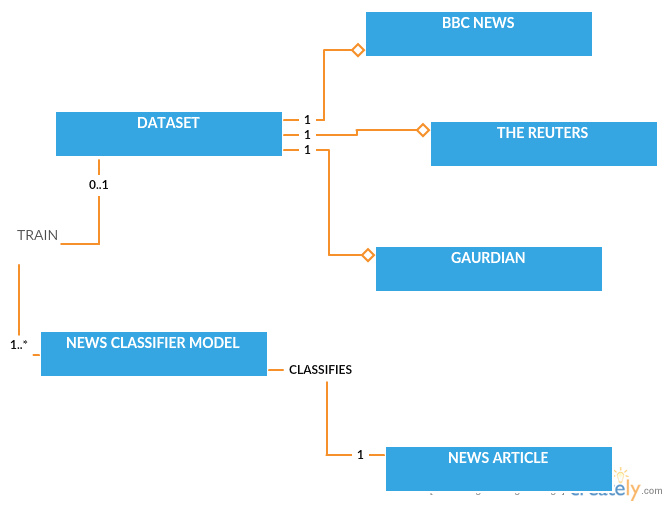 BBC NEWS
DATASET
1
THE REUTERS
1
1
0..1
TRAIN
GAURDIAN
1..*
NEWS CLASSIFIER MODEL
CLASSIFIES
1
NEWS ARTICLE
creately.com